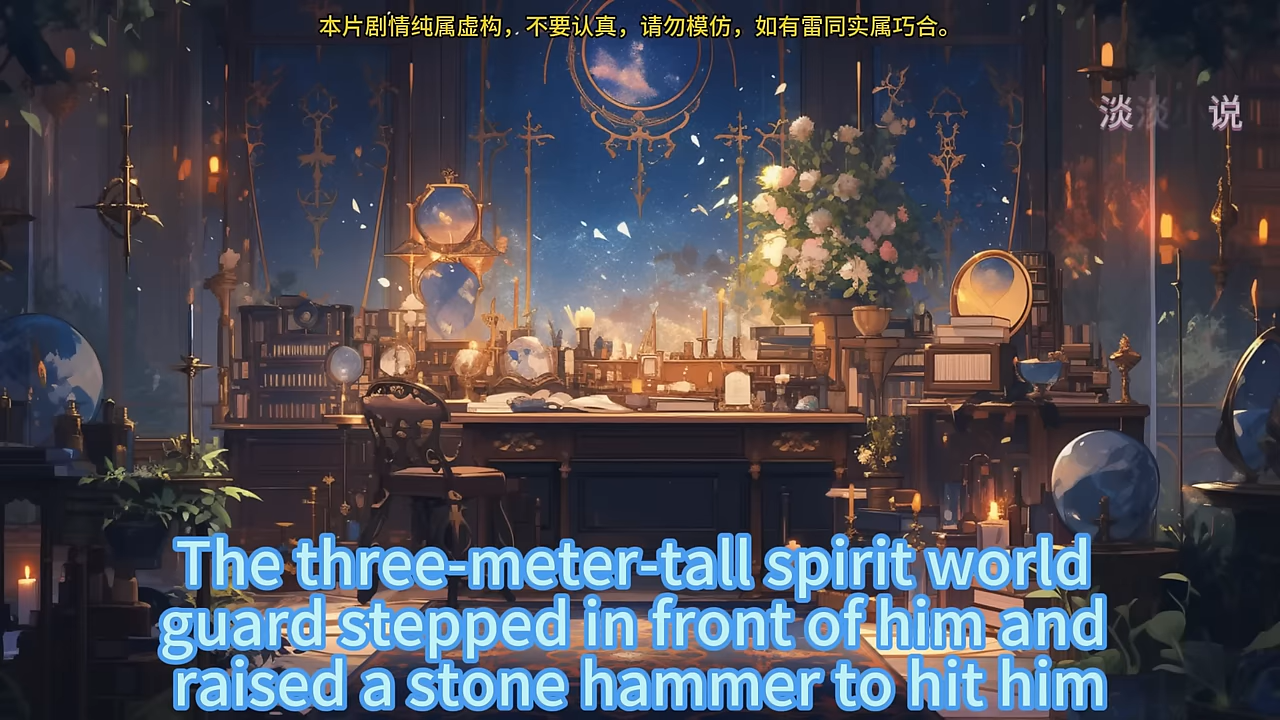 本片剧情纯属虚构，不要认真，请勿模仿，如有雷同实属巧合。
淡淡小说
The three-meter-tall spirit world
guard stepped in front of him and
raised a stone hammer to hit him